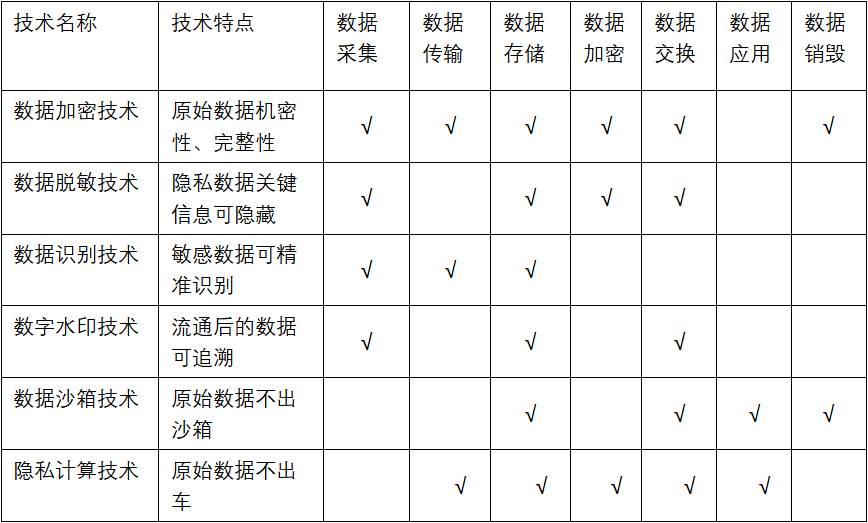 技术名称 技术特点 数据 数据 数据 数据 数据 数据 数据
采集 传输 存储 加密 交换 应用 销毁
数据加密技术 原始数据机密
性、完整性 √ √ √ √ √ √
数据脱敏技术 隐私数据关键
信息可隐藏 √ √ √ √
数据识别技术 敏感数据可精
准识别 √ √ √
数字水印技术 流通后的数据
可追溯 √ √ √
数据沙箱技术 原始数据不出
沙箱 √ √ √ √
隐私计算技术 原始数据不出
车 √ √ √ √ √